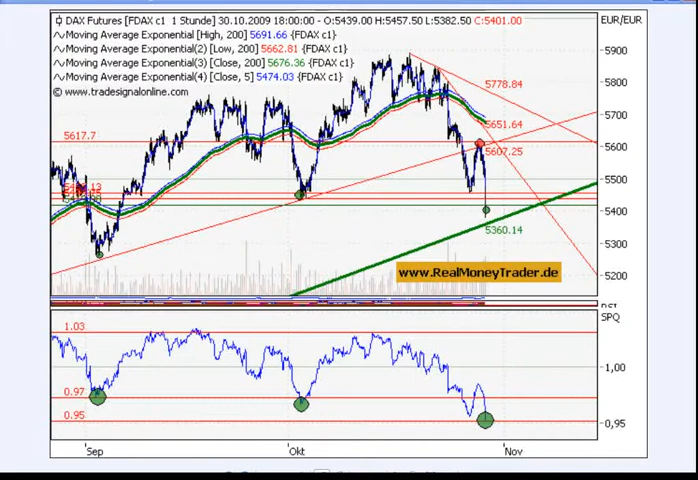 DAX Futures [FDAX c1 1 Stunde] 30.10.2009 18:00:00 - O:5439.00 H:5457.50 L:5382.50 C:5401.00
EUR/EUR
Moving Average Exponential [High, 200] 5691.66 {FDAX c1}
Moving Average Exponential(2) [Low, 200] 5662.81 {FDAX c1}
Moving Average Exponential(3) [Close, 200] 5676.36 {FDAX c1}
Moving Average Exponential(4) [Close, 5] 5474.03 {FDAX c1}
© www.tradesignalonline.com
5900
5800
5778.84
5700
5651.64
5617.7
5600
5607.25
5500
5400
5360.14
5300
www.RealMoneyTrader.de
5200
SPQ
1.03
1,00
0.97
0.95
0,95
Sep
Okt
Nov